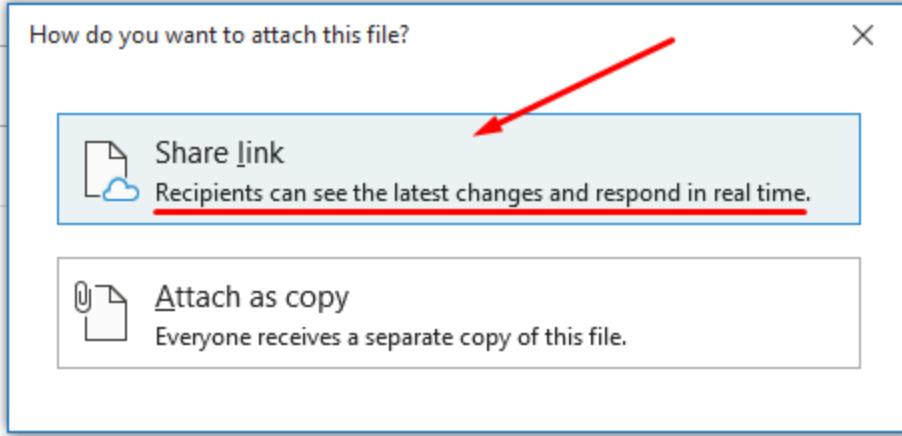 How do you want to attach this file?
Share link
Recipients can see the latest changes and respond in real time.
Attach as copy
Everyone receives a separate copy of this file.